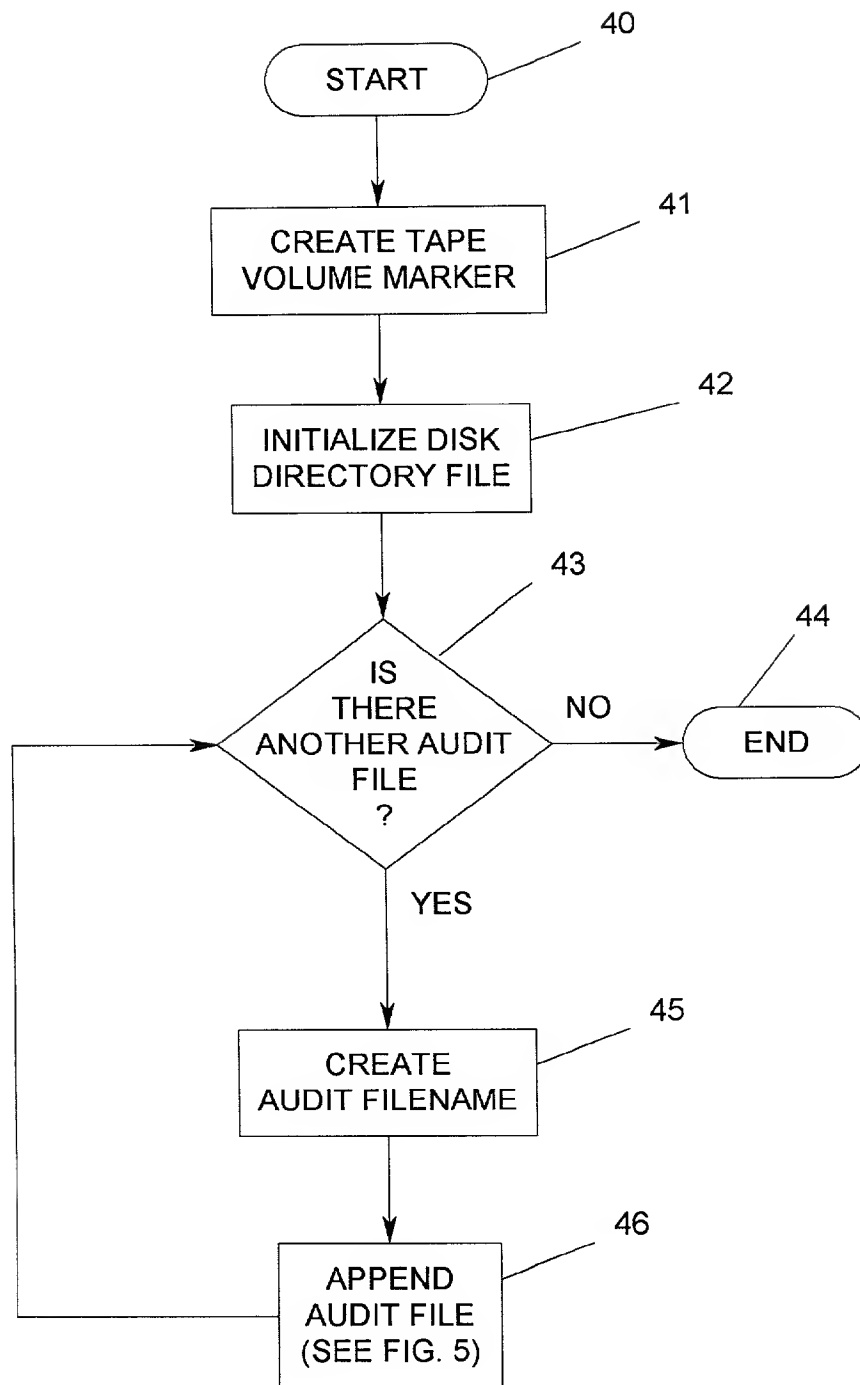 40
START
41
CREATE TAPE
VOLUME MARKER
42
INITIALIZE DISK
DIRECTORY FILE
43
IS
THERE
ANOTHER AUDIT
FILE
?
NO
44
END
YES
45
CREATE
AUDIT FILENAME
46
APPEND
AUDIT FILE
(SEE FIG. 5)